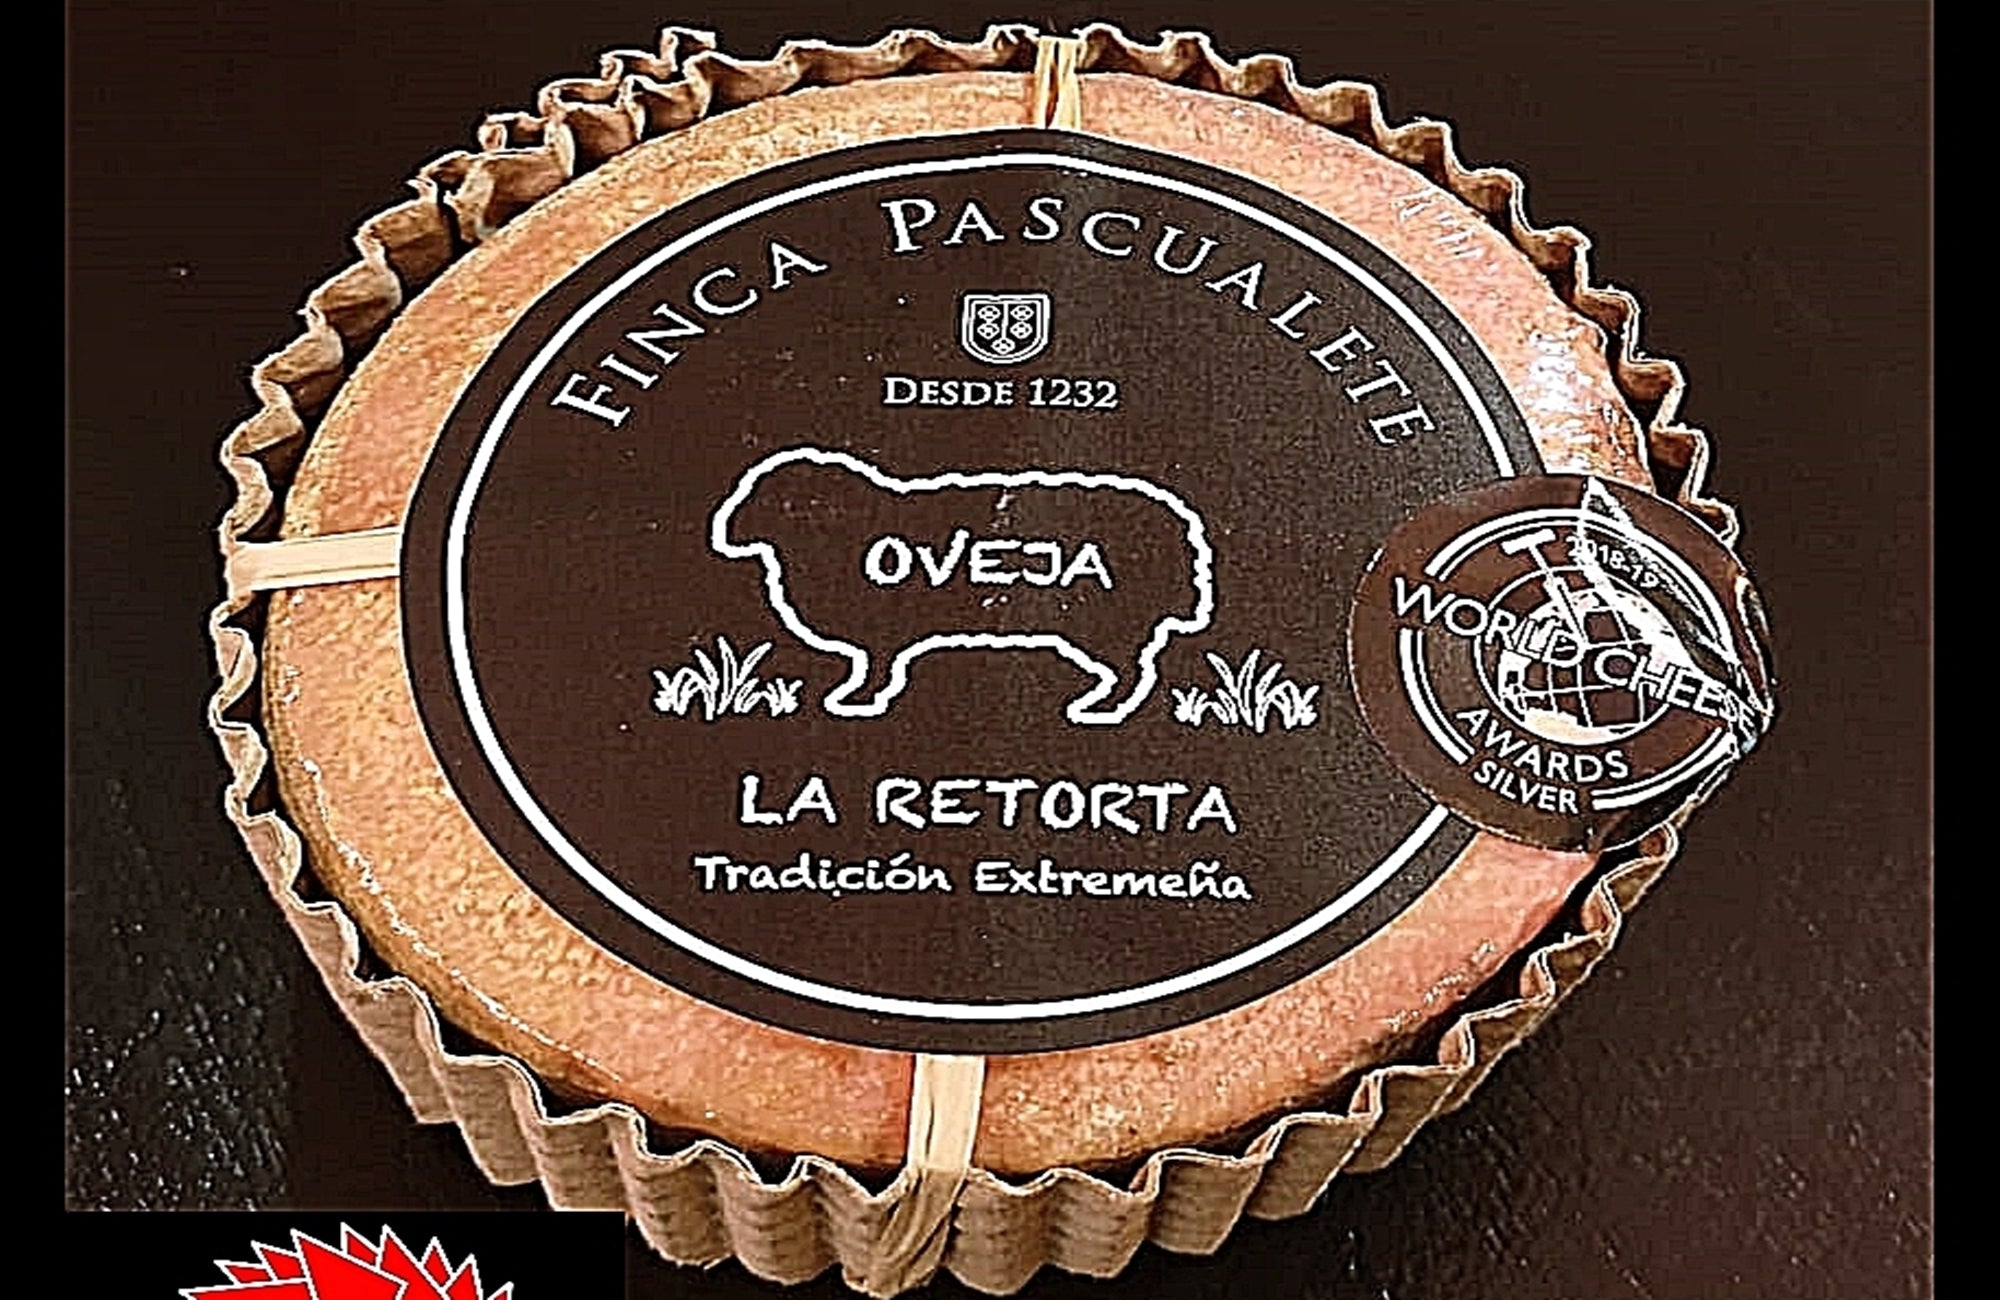 FINCA PASCUALETE
DESDE 1232
OVEJA
LA RETORTA
Tradición Extremeña
2018-19
WORLD CHEESE
AWARDS
SILVER